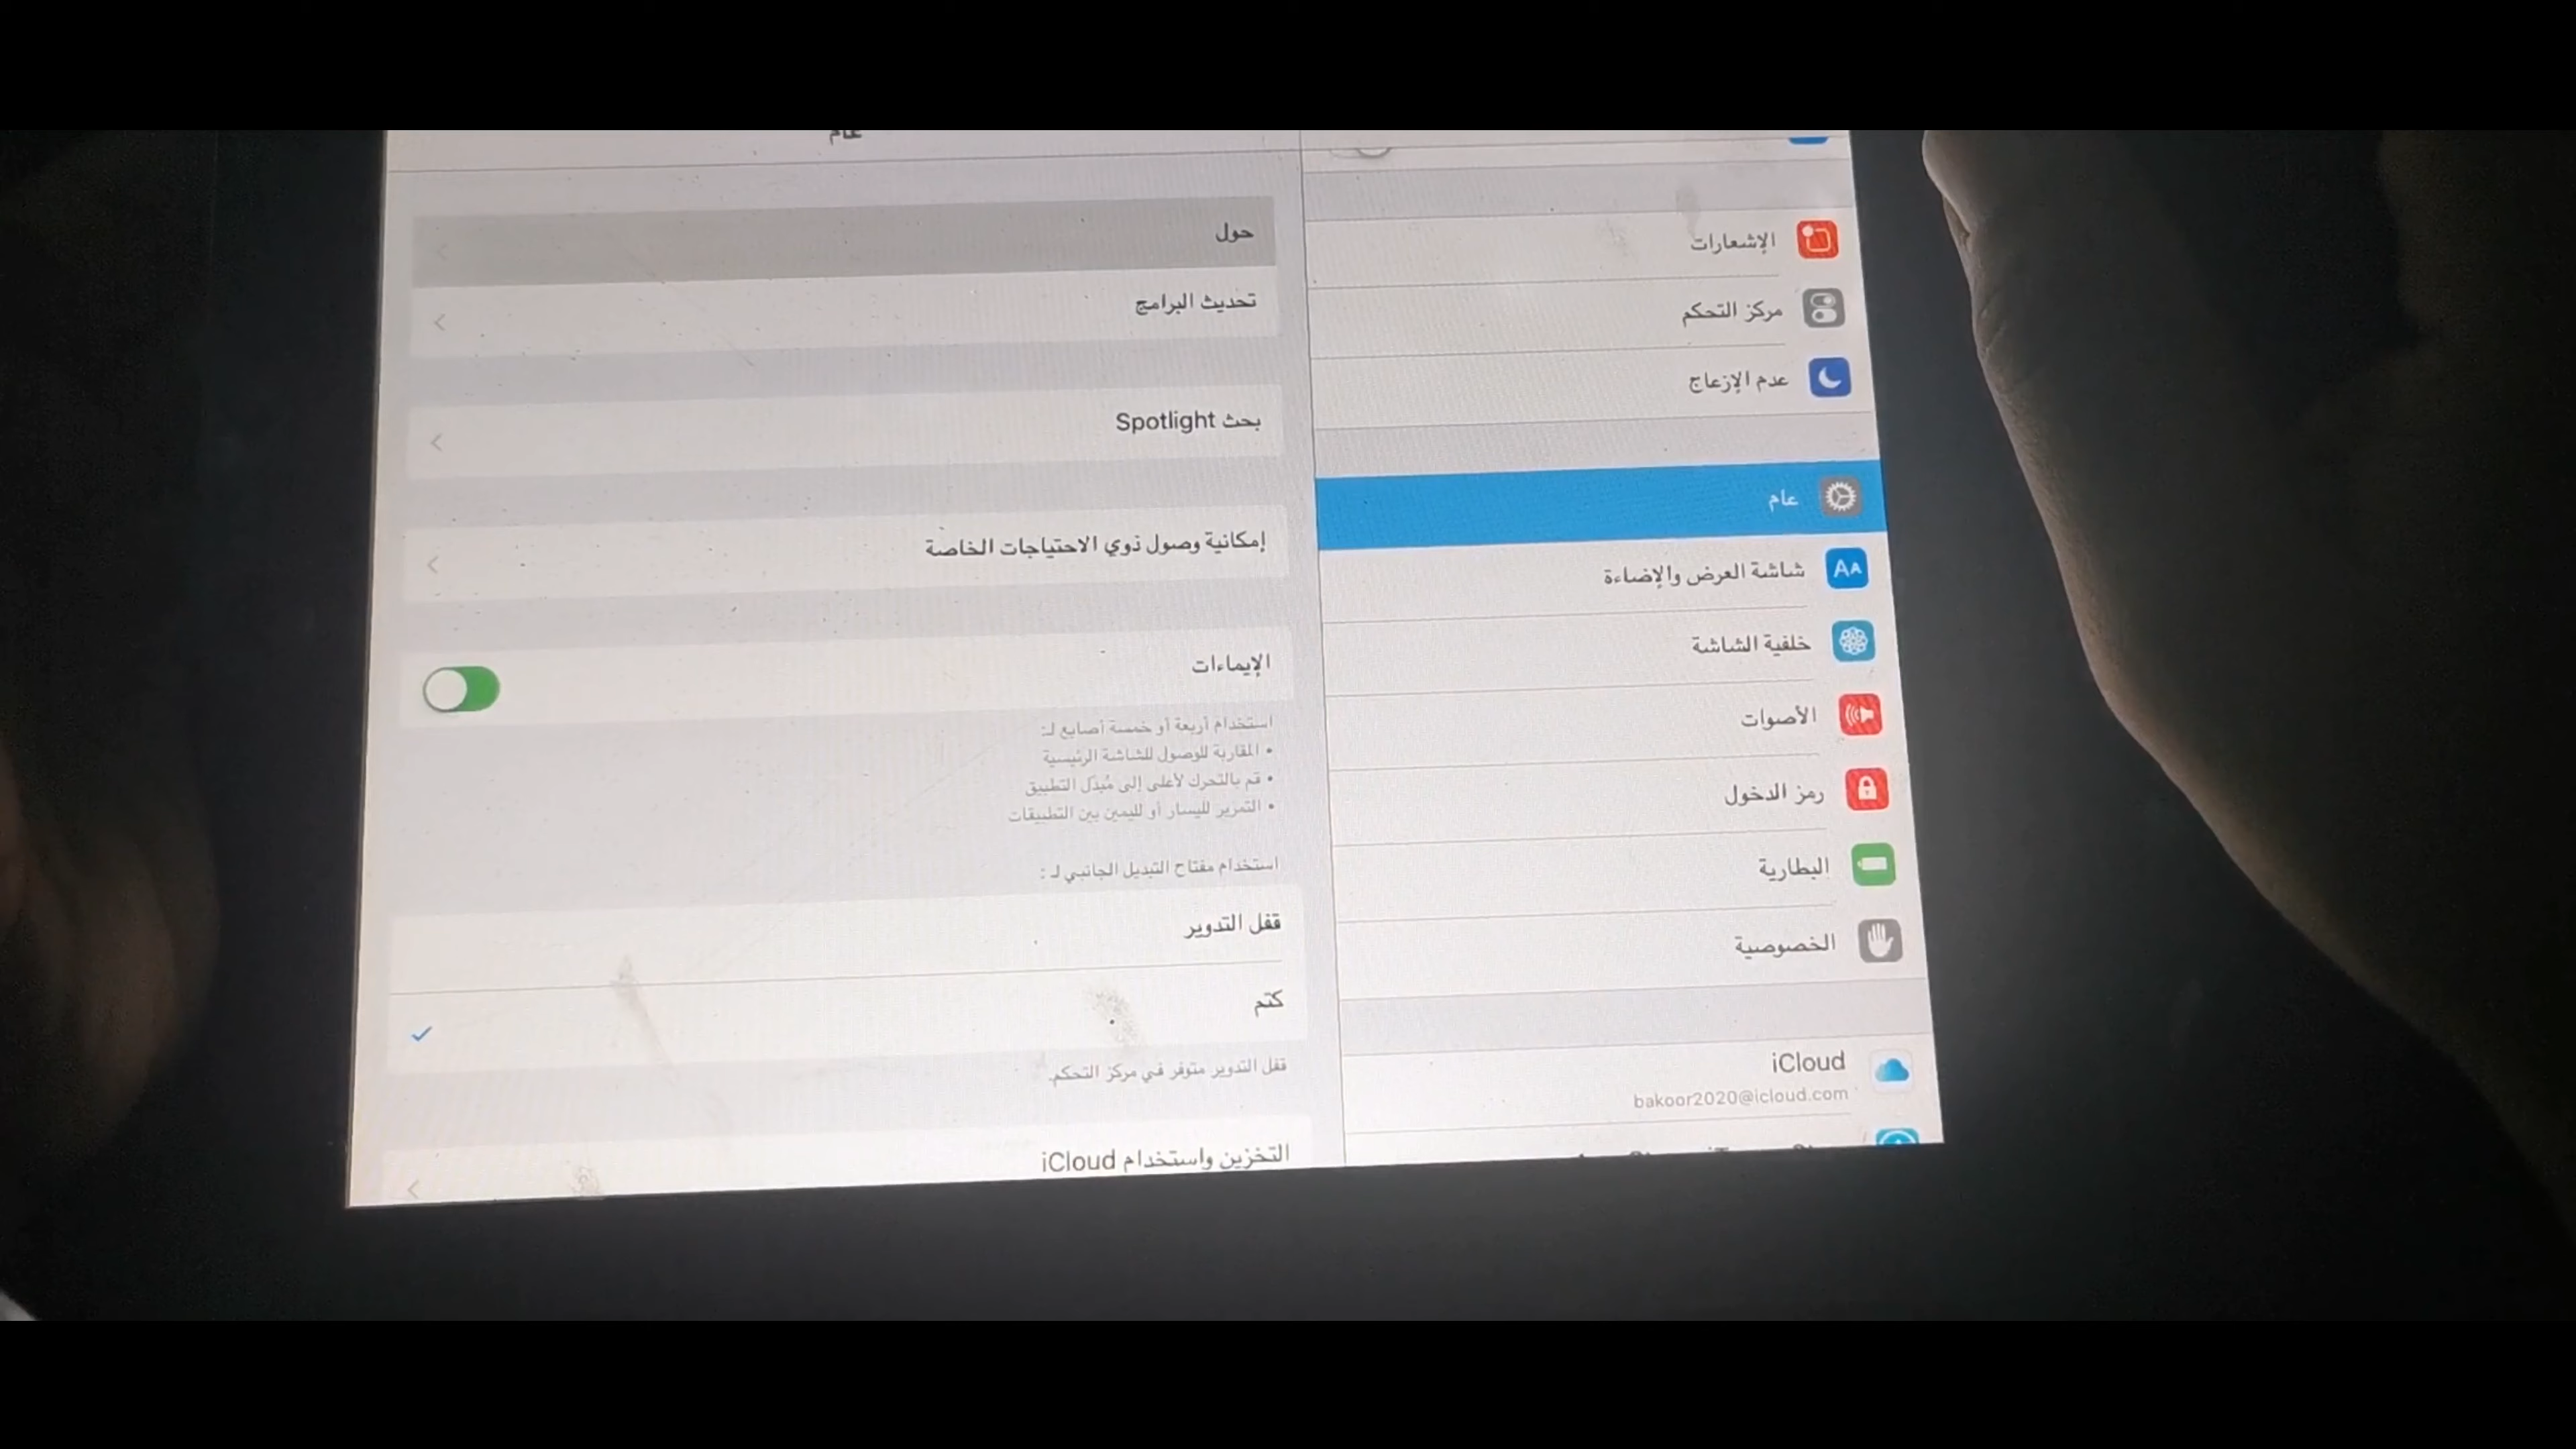 عام
الإشعارات
مركز التحكم
عدم الإزعاج
عام
شاشة العرض والإضاءة
خلفية الشاشة
الأصوات
رمز الدخول
البطارية
الخصوصية
iCloud
bakoor2020@icloud.com
حول
تحديث البرامج
بحث Spotlight
إمكانية وصول ذوي الاحتياجات الخاصة
الإيماءات
استخدام أربعة أو خمسة أصابع لـ:
• المقاربة للوصول للشاشة الرئيسية
• قم بالتحرك لأعلى إلى مُبدّل التطبيق
• التمرير لليسار أو لليمين بين التطبيقات
استخدام مفتاح التبديل الجانبي لـ :
قفل التدوير
كتم
قفل التدوير متوفر في مركز التحكم.
التخزين واستخدام iCloud